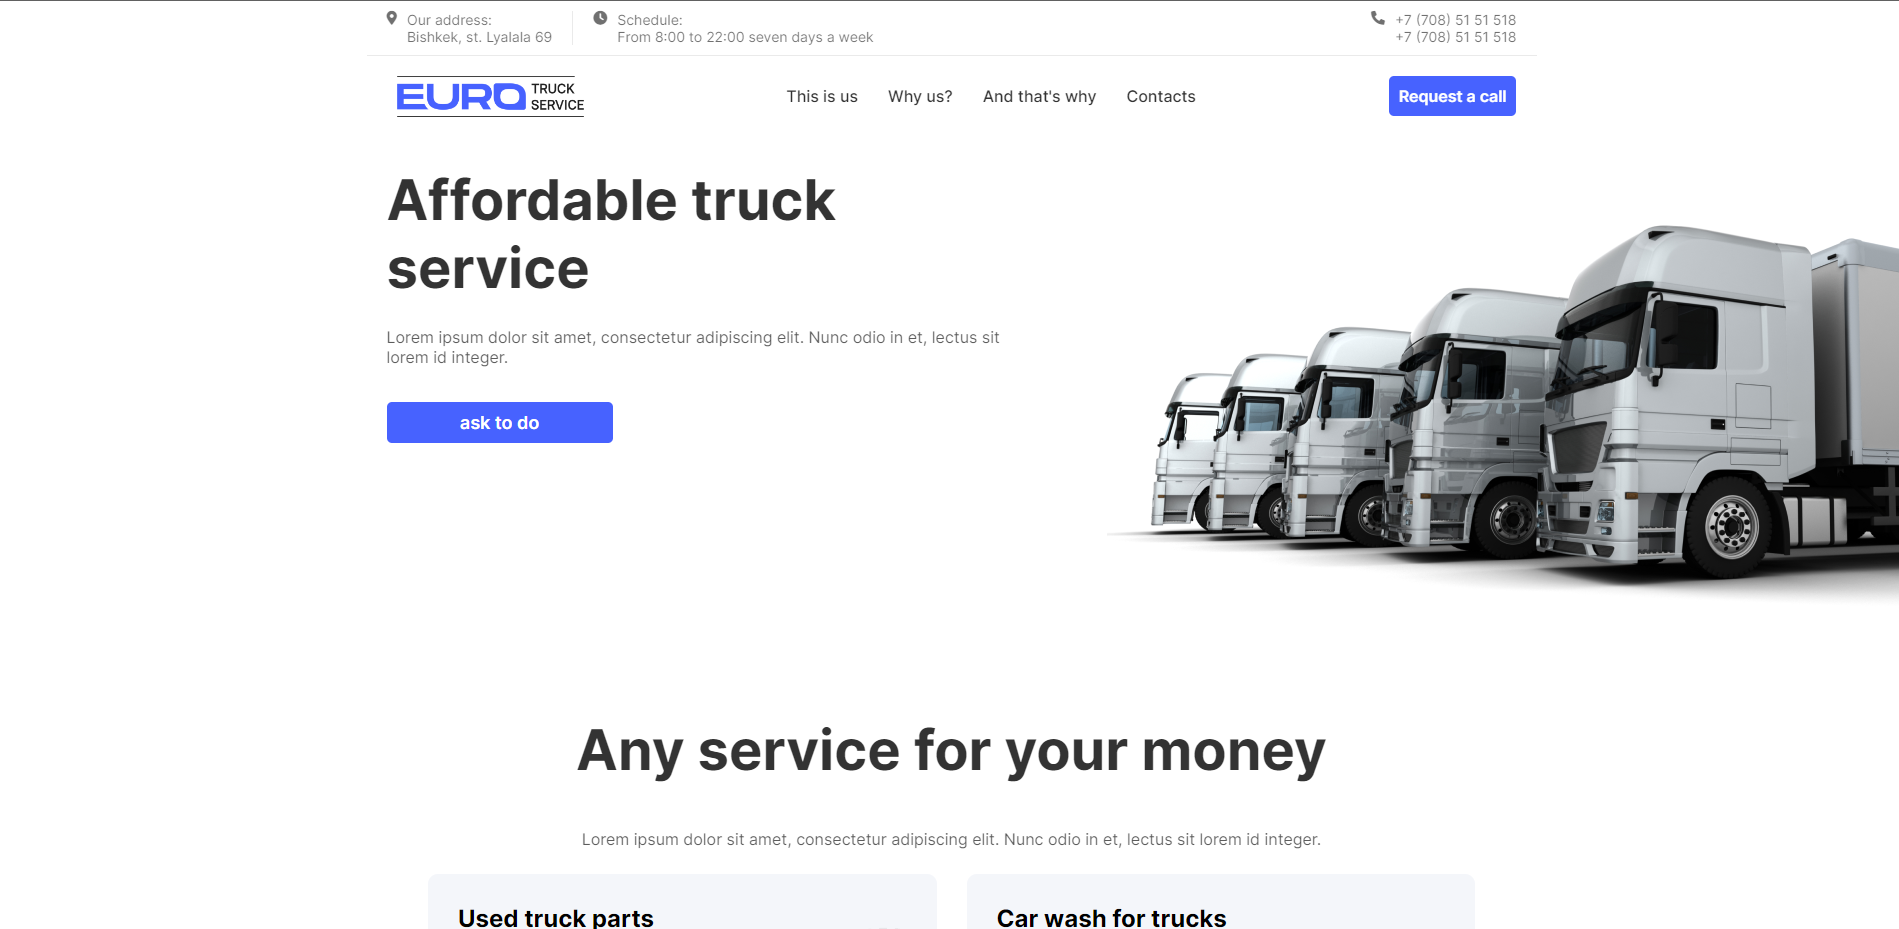 Our address:
Bishkek, st. Lyalala 69
Schedule:
From 8:00 to 22:00 seven days a week
+7 (708) 51 51 518
+7 (708) 51 51 518
EURO TRUCK SERVICE
This is us
Why us?
And that's why
Contacts
Request a call
Affordable truck
service
Lorem ipsum dolor sit amet, consectetur adipiscing elit. Nunc odio in et, lectus sit
lorem id integer.
ask to do
Any service for your money
Lorem ipsum dolor sit amet, consectetur adipiscing elit. Nunc odio in et, lectus sit lorem id integer.
Used truck parts
Car wash for trucks